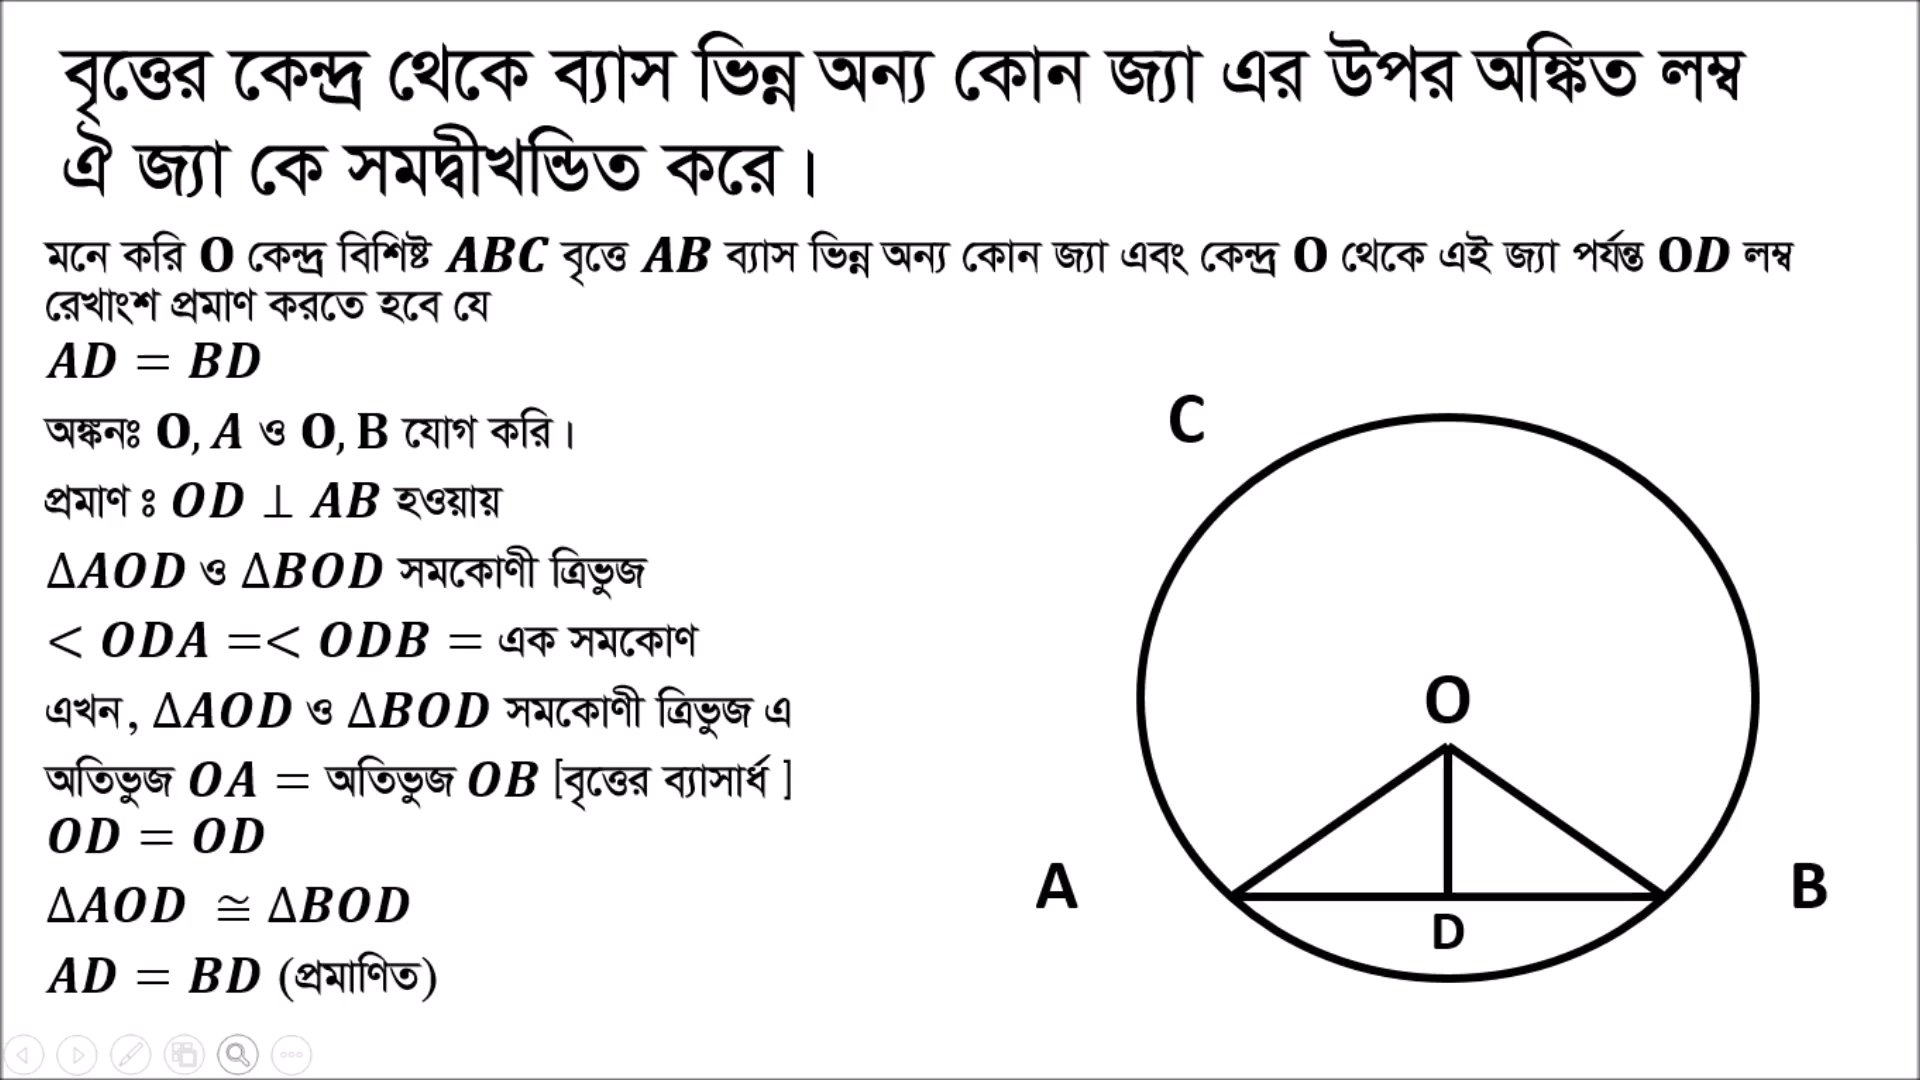 বৃত্তের কেন্দ্র থেকে ব্যাস ভিন্ন অন্য কোন জ্যা এর উপর অঙ্কিত লম্ব
ঐ জ্যা কে সমদ্বীখন্ডিত করে।
মনে করি O কেন্দ্র বিশিষ্ট ABC বৃত্তে AB ব্যাস ভিন্ন অন্য কোন জ্যা এবং কেন্দ্র O থেকে এই জ্যা পর্যন্ত OD লম্ব
রেখাংশ প্রমাণ করতে হবে যে
AD = BD
অঙ্কনঃ O, A ও O, B যোগ করি।
প্রমাণ ঃ OD ⊥ AB হওয়ায়
ΔAOD ও ΔBOD সমকোণী ত্রিভুজ
< ODA =< ODB = এক সমকোণ
এখন, ΔAOD ও ΔBOD সমকোণী ত্রিভুজ এ
অতিভুজ OA = অতিভুজ OB [বৃত্তের ব্যাসার্ধ ]
OD = OD
ΔAOD ≅ ΔBOD
AD = BD (প্রমাণিত)
C
O
A
B
D